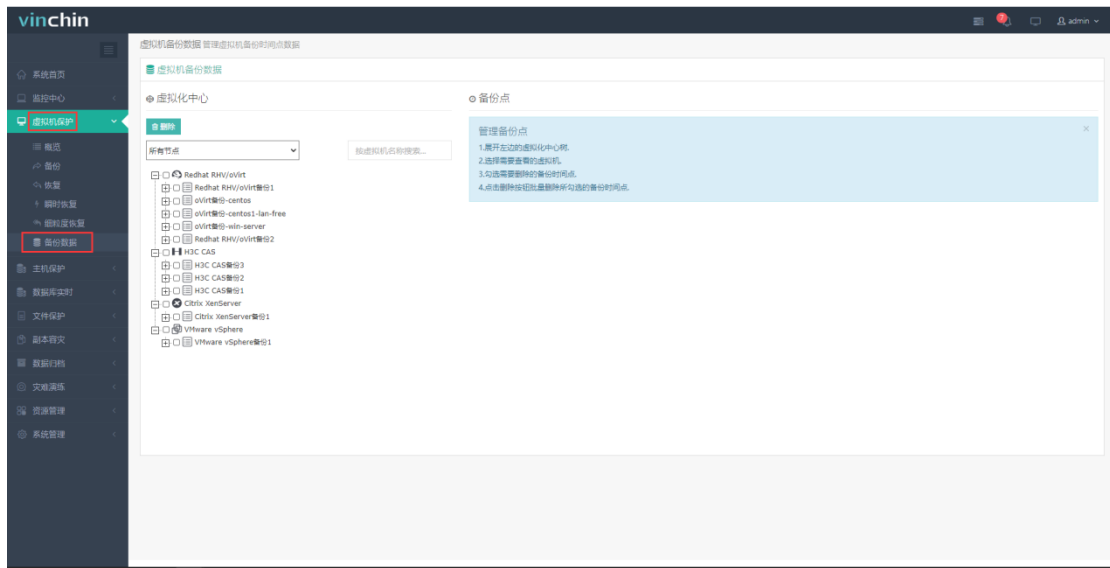 vinchin
7
admin
虚拟机备份数据 管理虚拟机备份时间点数据
系统首页
监控中心
虚拟机保护
概览
备份
恢复
瞬时恢复
细粒度恢复
备份数据
主机保护
数据库实时
文件保护
副本容灾
数据归档
灾难演练
资源管理
系统管理
虚拟机备份数据
虚拟化中心
删除
所有节点
按虚拟机名称搜索...
Redhat RHV/oVirt
Redhat RHV/oVirt备份1
oVirt备份-centos
oVirt备份-centos1-lan-free
oVirt备份-win-server
Redhat RHV/oVirt备份2
H3C CAS
H3C CAS备份3
H3C CAS备份2
H3C CAS备份1
Citrix XenServer
Citrix XenServer备份1
VMware vSphere
VMware vSphere备份1
备份点
管理备份点
1.展开左边的虚拟化中心树.
2.选择需要查看的虚拟机.
3.勾选需要删除的备份时间点.
4.点击删除按钮批量删除所勾选的备份时间点.